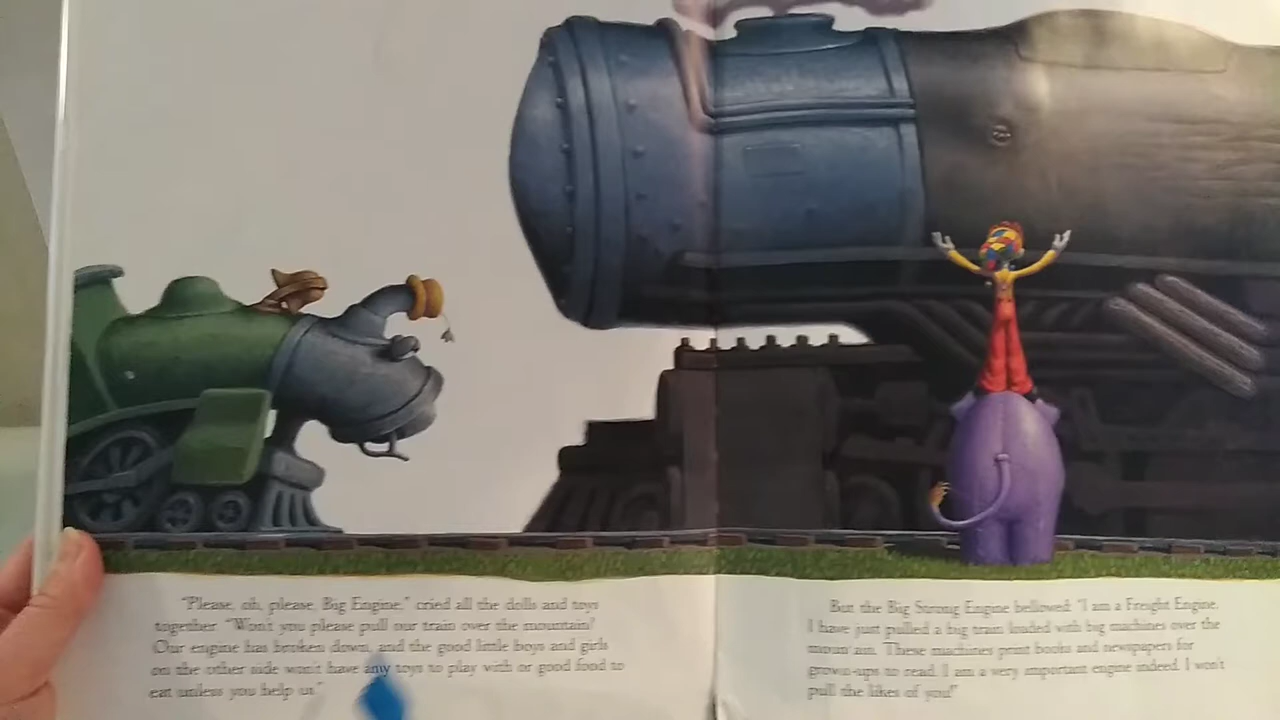 "Please, oh, please, Big Engine," cried all the dolls and toys
together. "Won't you please pull our train over the mountain?
Our engine has broken down, and the good little boys and girls
on the other side won't have any toys to play with or good food to
eat unless you help us."
But the Big Strong Engine bellowed: "I am a Freight Engine.
I have just pulled a big train loaded with big machines over the
mountain. These machines print books and newspapers for
grown-ups to read. I am a very important engine indeed. I won't
pull the likes of you!"